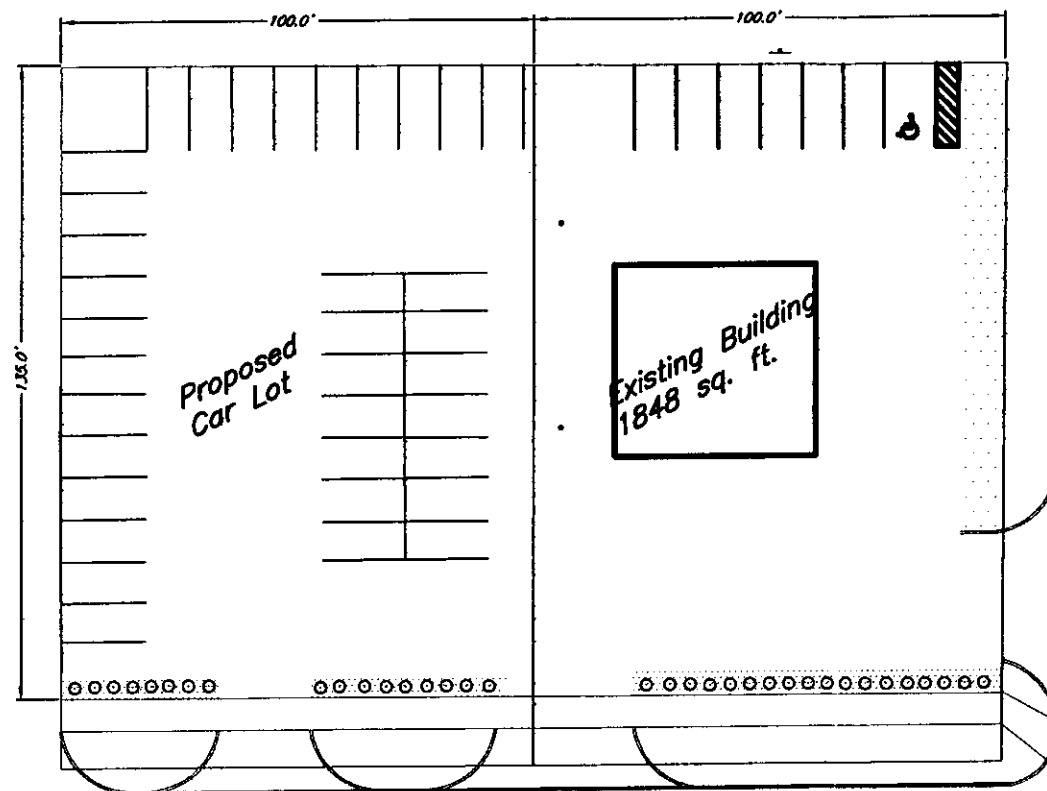 100.0'
100.0'
135.0'
Proposed
Car Lot
Existing Building
1848 sq. ft.